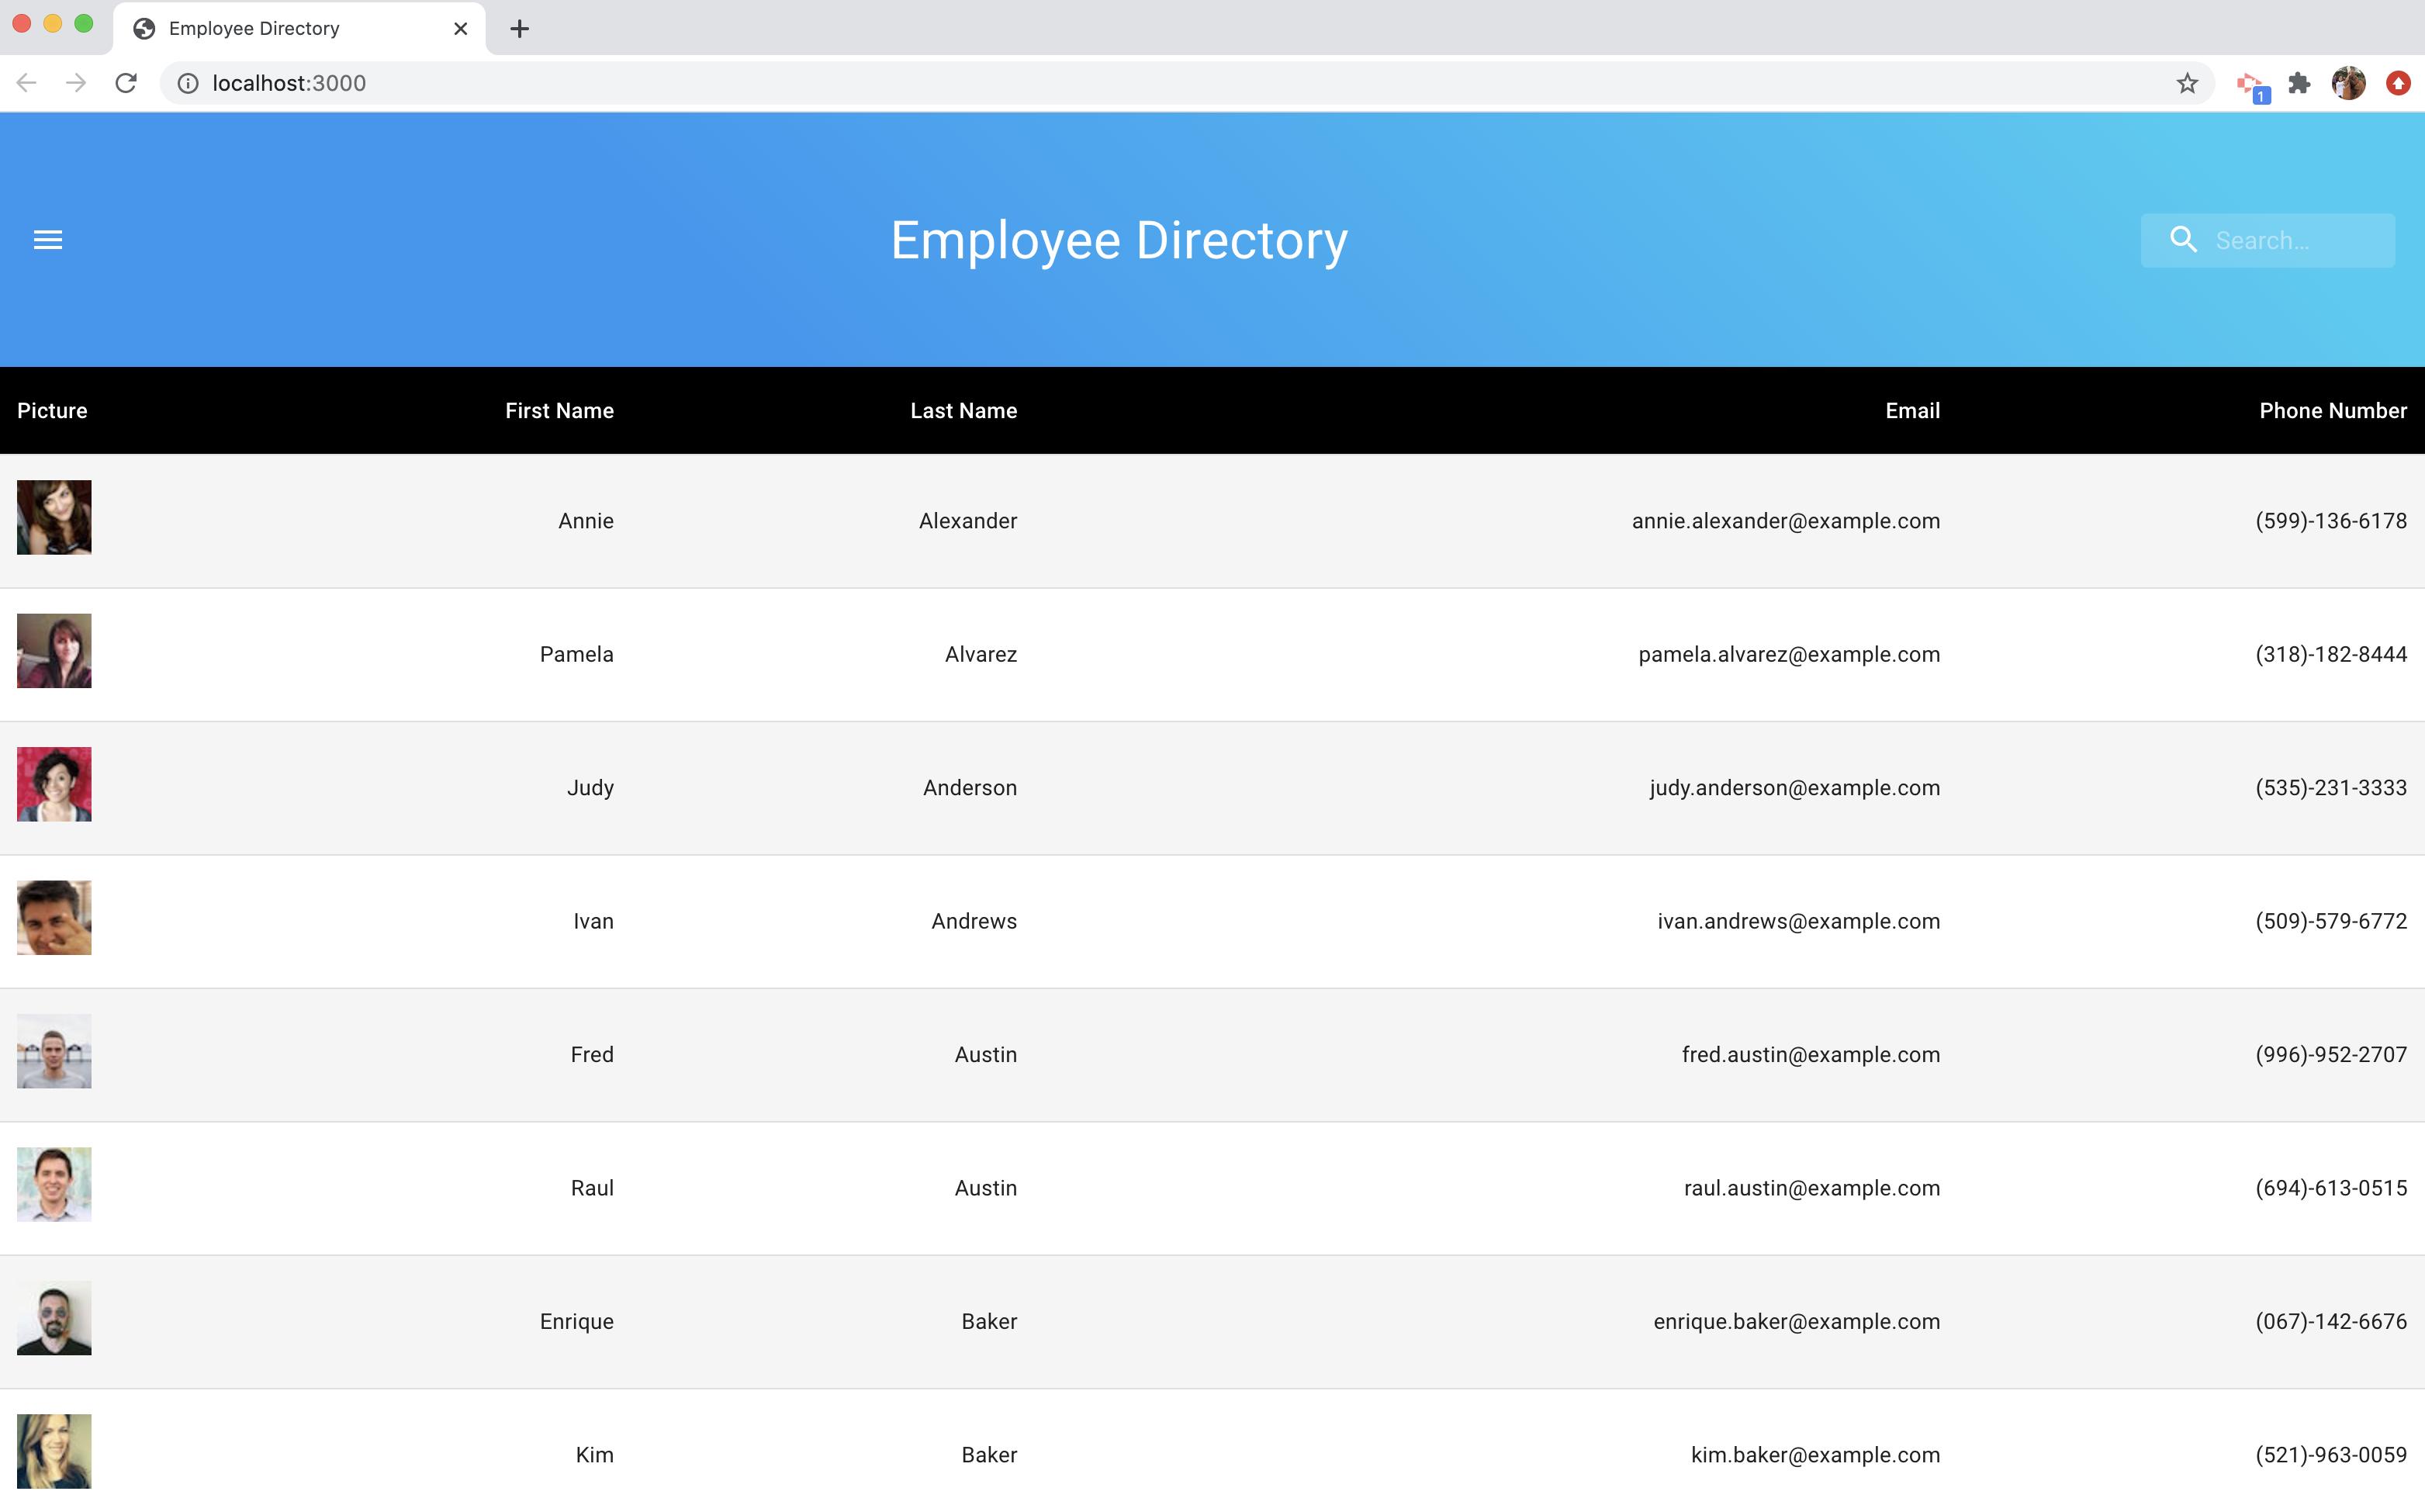 Employee Directory
localhost:3000
1
Employee Directory
Search…
Picture First Name Last Name Email Phone Number
Annie Alexander annie.alexander@example.com (599)-136-6178
Pamela Alvarez pamela.alvarez@example.com (318)-182-8444
Judy Anderson judy.anderson@example.com (535)-231-3333
Ivan Andrews ivan.andrews@example.com (509)-579-6772
Fred Austin fred.austin@example.com (996)-952-2707
Raul Austin raul.austin@example.com (694)-613-0515
Enrique Baker enrique.baker@example.com (067)-142-6676
Kim Baker kim.baker@example.com (521)-963-0059